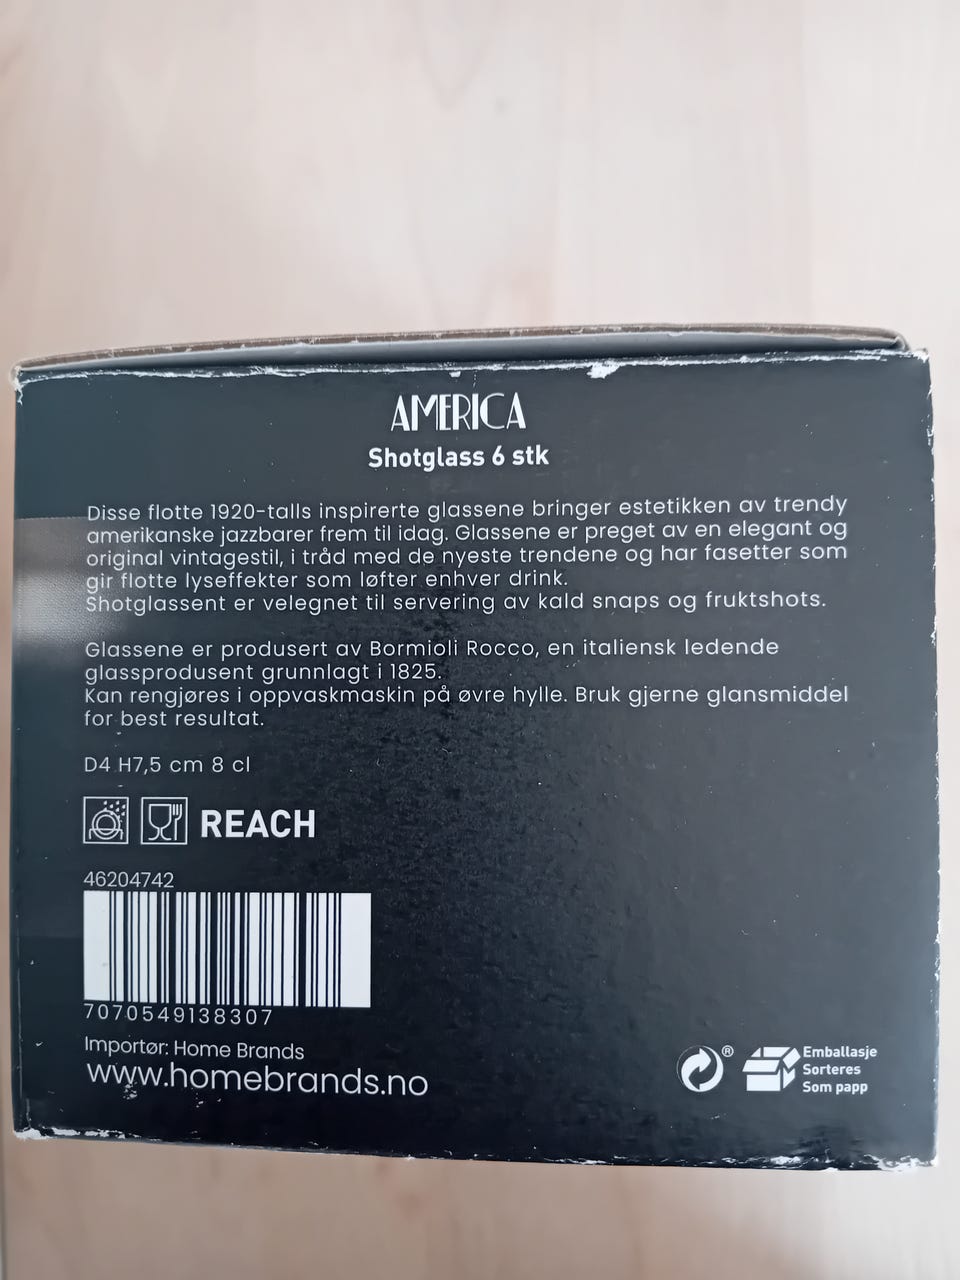 AMERICA
Shotglass 6 stk
Disse flotte 1920-talls inspirerte glassene bringer estetikken av trendy
amerikanske jazzbarer frem til idag. Glassene er preget av en elegant og
original vintagestil, i tråd med de nyeste trendene og har fasetter som
gir flotte lyseffekter som løfter enhver drink.
Shotglassent er velegnet til servering av kald snaps og fruktshots.
Glassene er produsert av Bormioli Rocco, en italiensk ledende
glassprodusent grunnlagt i 1825.
Kan rengjøres i oppvaskmaskin på øvre hylle. Bruk gjerne glansmiddel
for best resultat.
D4 H7,5 cm 8 cl
REACH
46204742
7070549138307
Importør: Home Brands
www.homebrands.no
®
Emballasje
Sorteres
Som papp